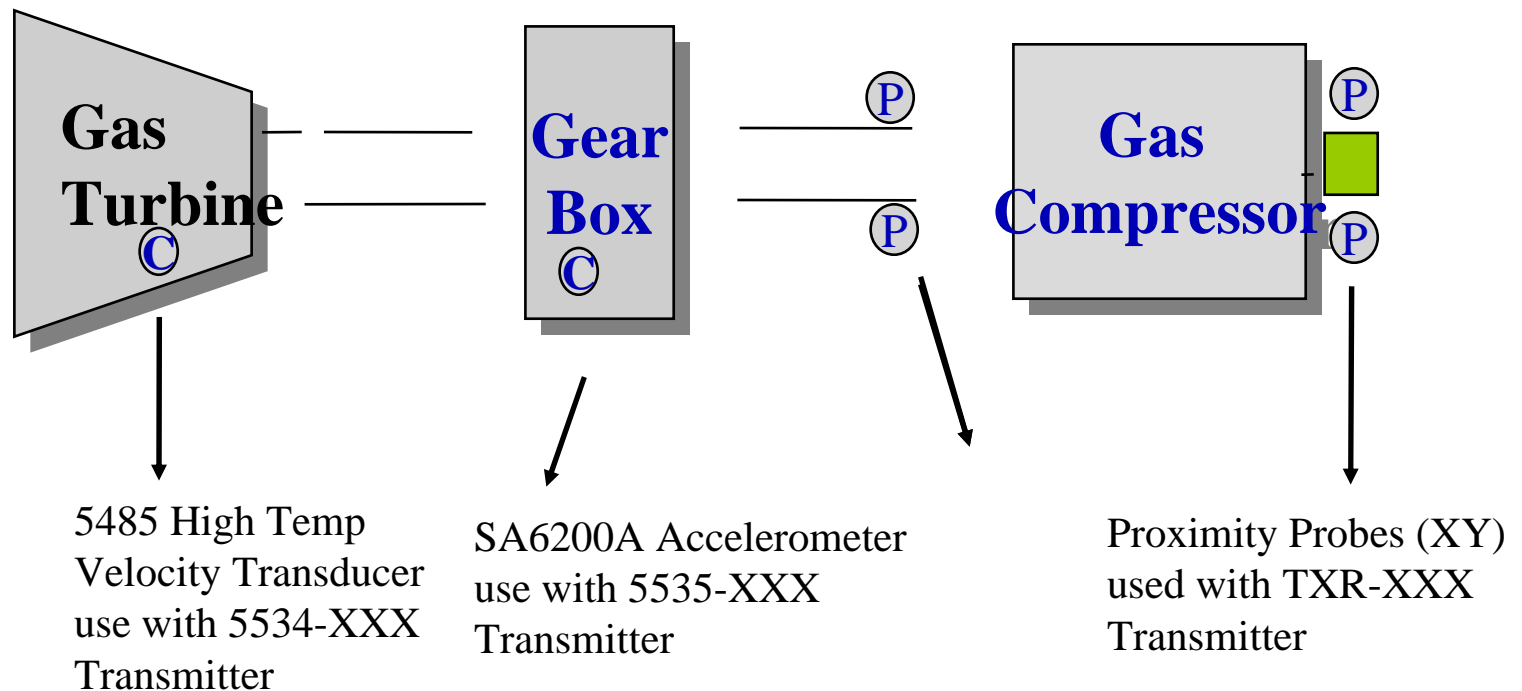 Gas
Turbine
C
Gear
Box
C
P
P
Gas
Compressor
P
P
5485 High Temp
Velocity Transducer
use with 5534-XXX
Transmitter
SA6200A Accelerometer
use with 5535-XXX
Transmitter
Proximity Probes (XY)
used with TXR-XXX
Transmitter